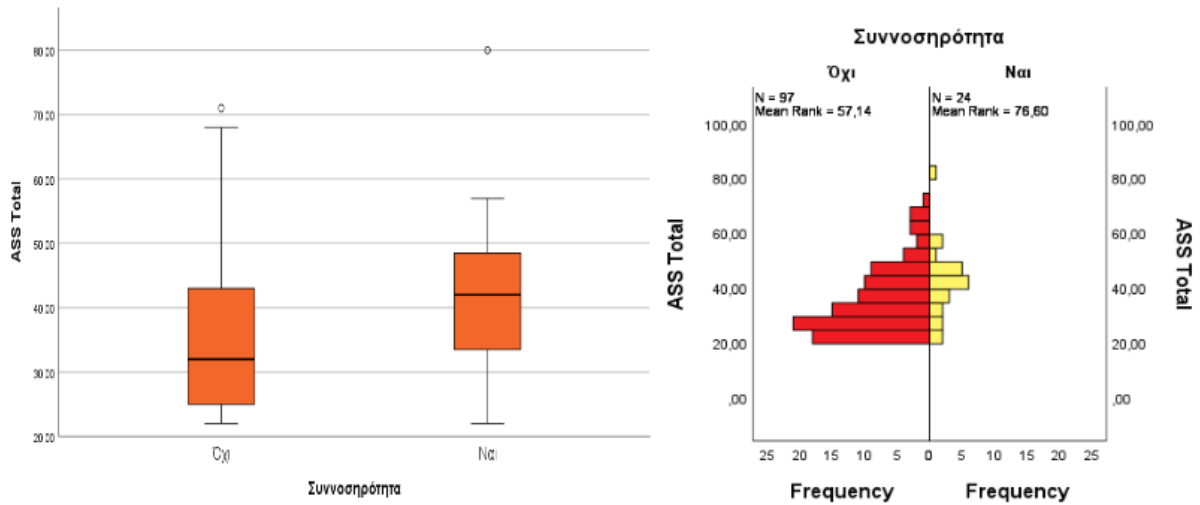 80.00
70.00
60.00
50.00
40.00
30.00
20.00
ASS Total
Όχι
Ναι
Συννοσηρότητα
Συννοσηρότητα
Όχι
Ναι
N = 97
Mean Rank = 57,14
N = 24
Mean Rank = 76,60
100,00
80,00
60,00
40,00
20,00
,00
ASS Total
100,00
80,00
60,00
40,00
20,00
,00
ASS Total
25 20 15 10 5 0 5 10 15 20 25
Frequency
Frequency